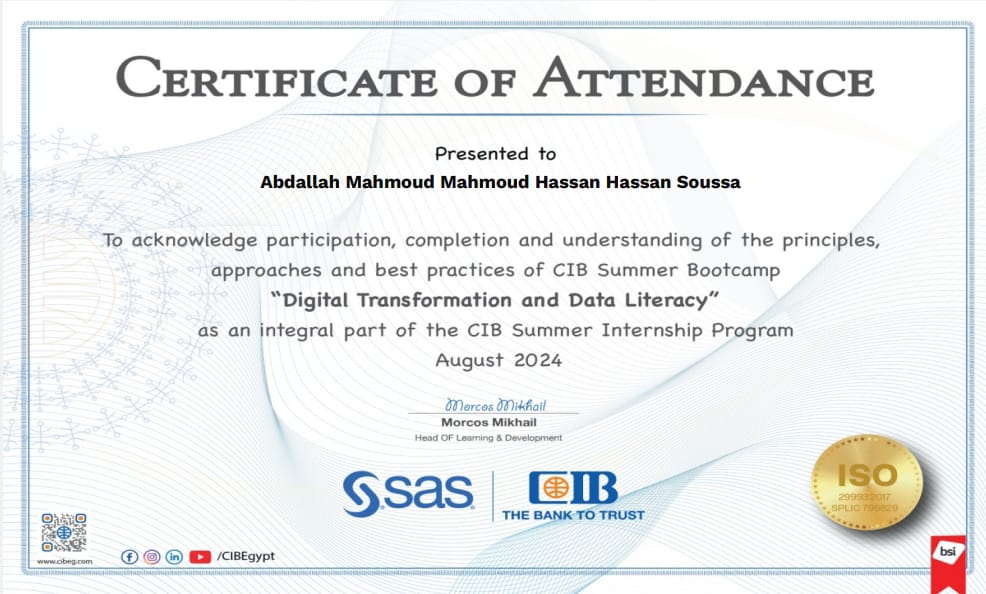 CERTIFICATE OF ATTENDANCE
Presented to
Abdallah Mahmoud Mahmoud Hassan Hassan Soussa
To acknowledge participation, completion and understanding of the principles,
approaches and best practices of CIB Summer Bootcamp
“Digital Transformation and Data Literacy”
as an integral part of the CIB Summer Internship Program
August 2024
Morcos Mikhail
Morcos Mikhail
Head OF Learning & Development
sas
CIB
THE BANK TO TRUST
ISO
29993:2017
SPLIC 796829
www.cibeg.com
/CIBEgypt
bsi